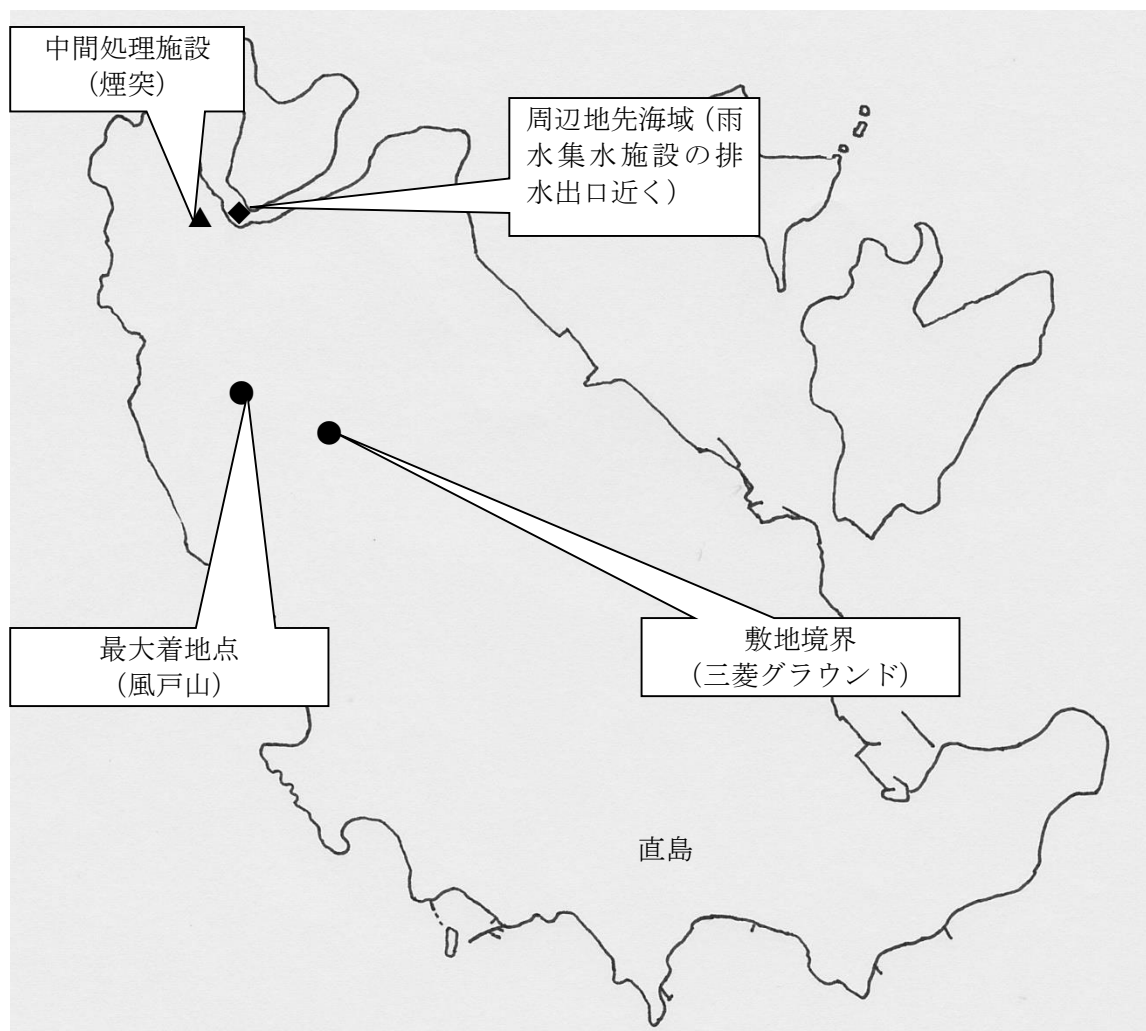 中間処理施設
（煙突）
周辺地先海域（雨
水集水施設の排
水出口近く）
最大着地点
（風戸山）
敷地境界
（三菱グラウンド）
直島